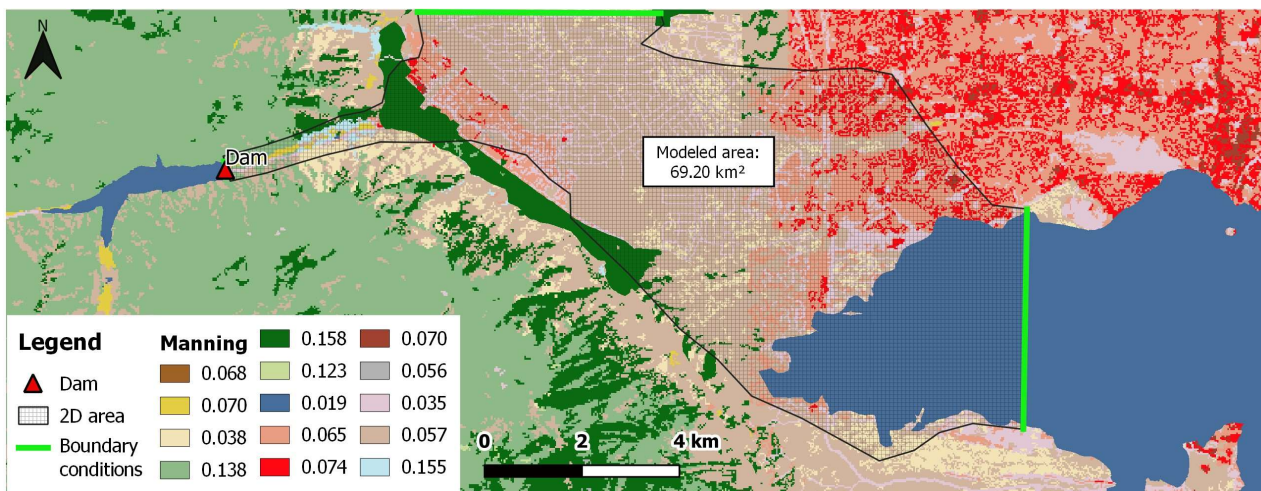 N
Dam
Modeled area:
69.20 km²
Legend
Dam
2D area
Boundary
conditions
Manning
0.068
0.070
0.038
0.138
0.158
0.123
0.019
0.065
0.074
0.070
0.056
0.035
0.057
0.155
0 2 4 km